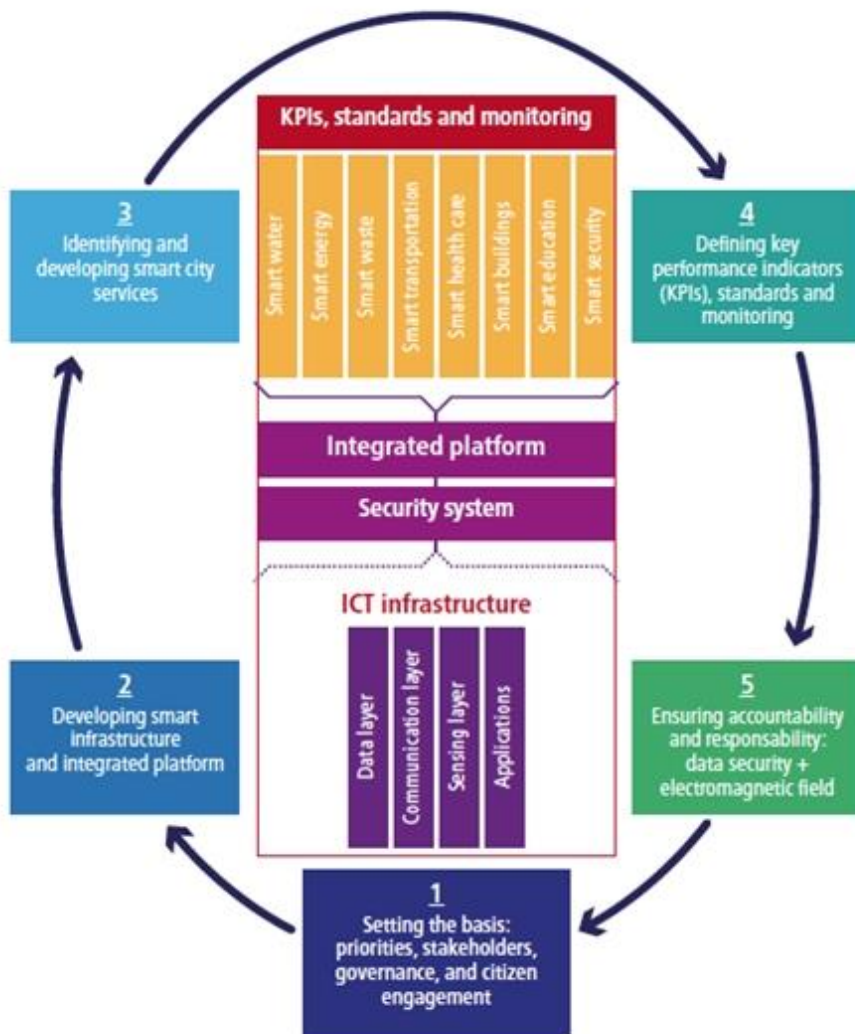 KPIs, standards and monitoring
Smart water
Smart energy
Smart waste
Smart transportation
Smart health care
Smart buildings
Smart education
Smart security
Integrated platform
Security system
ICT infrastructure
Data layer
Communication layer
Sensing layer
Applications
1
Setting the basis:
priorities, stakeholders,
governance, and citizen
engagement
2
Developing smart
infrastructure
and integrated platform
3
Identifying and
developing smart city
services
4
Defining key
performance indicators
(KPIs), standards and
monitoring
5
Ensuring accountability
and responsability:
data security +
electromagnetic field